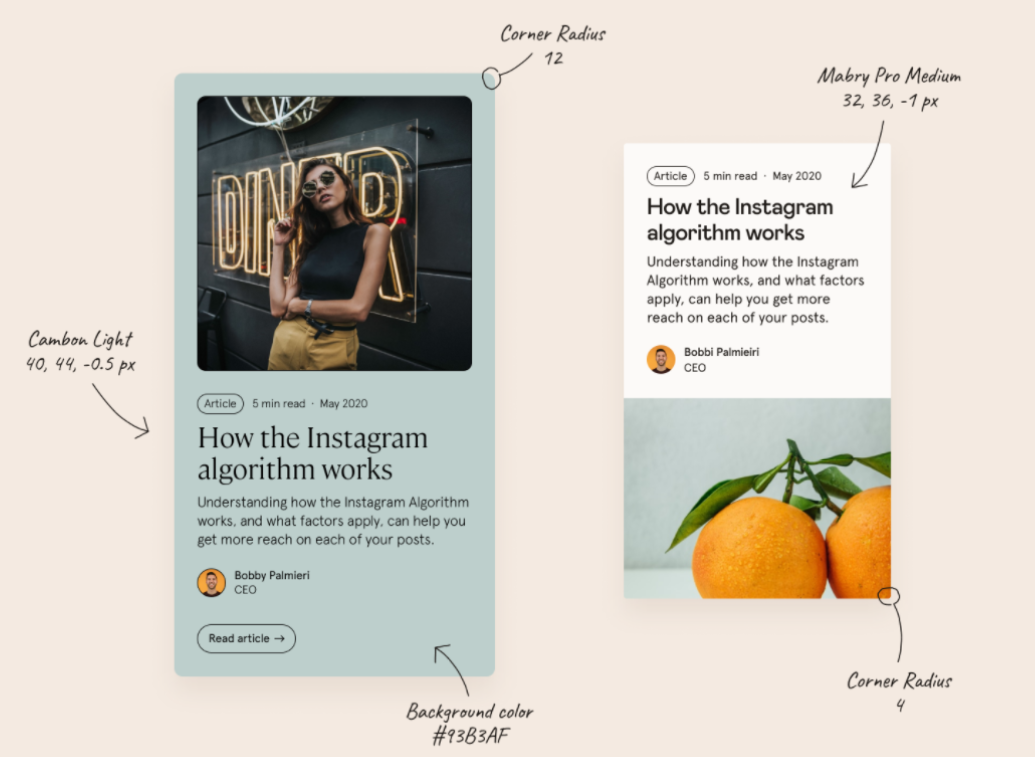 Corner Radius
12
DINER
Article 5 min read · May 2020
How the Instagram
algorithm works
Understanding how the Instagram Algorithm
works, and what factors apply, can help you
get more reach on each of your posts.
Bobby Palmieri
CEO
Read article →
Cambon Light
40, 44, -0.5 px
Background color
#93B3AF
Mabry Pro Medium
32, 36, -1 px
Article 5 min read · May 2020
How the Instagram
algorithm works
Understanding how the Instagram
Algorithm works, and what factors
apply, can help you get more
reach on each of your posts.
Bobbi Palmieiri
CEO
Corner Radius
4